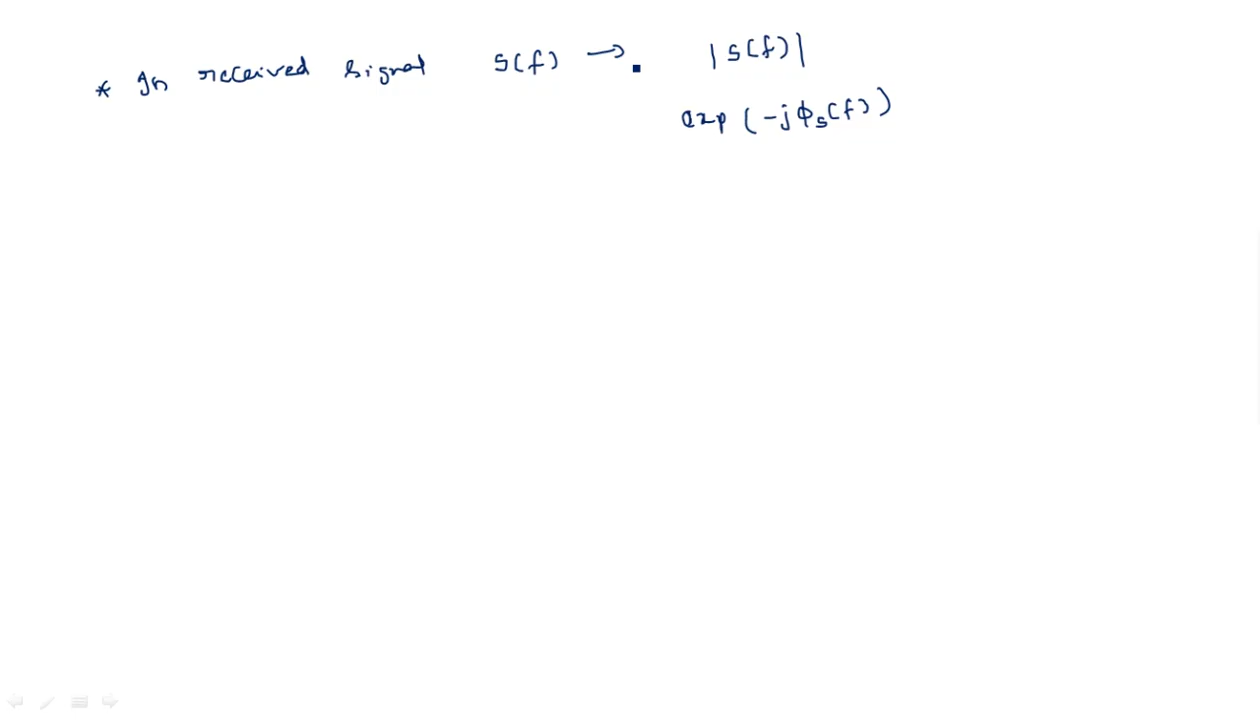 * In received signal S(f) → |S(f)|
exp (-jφs(f))